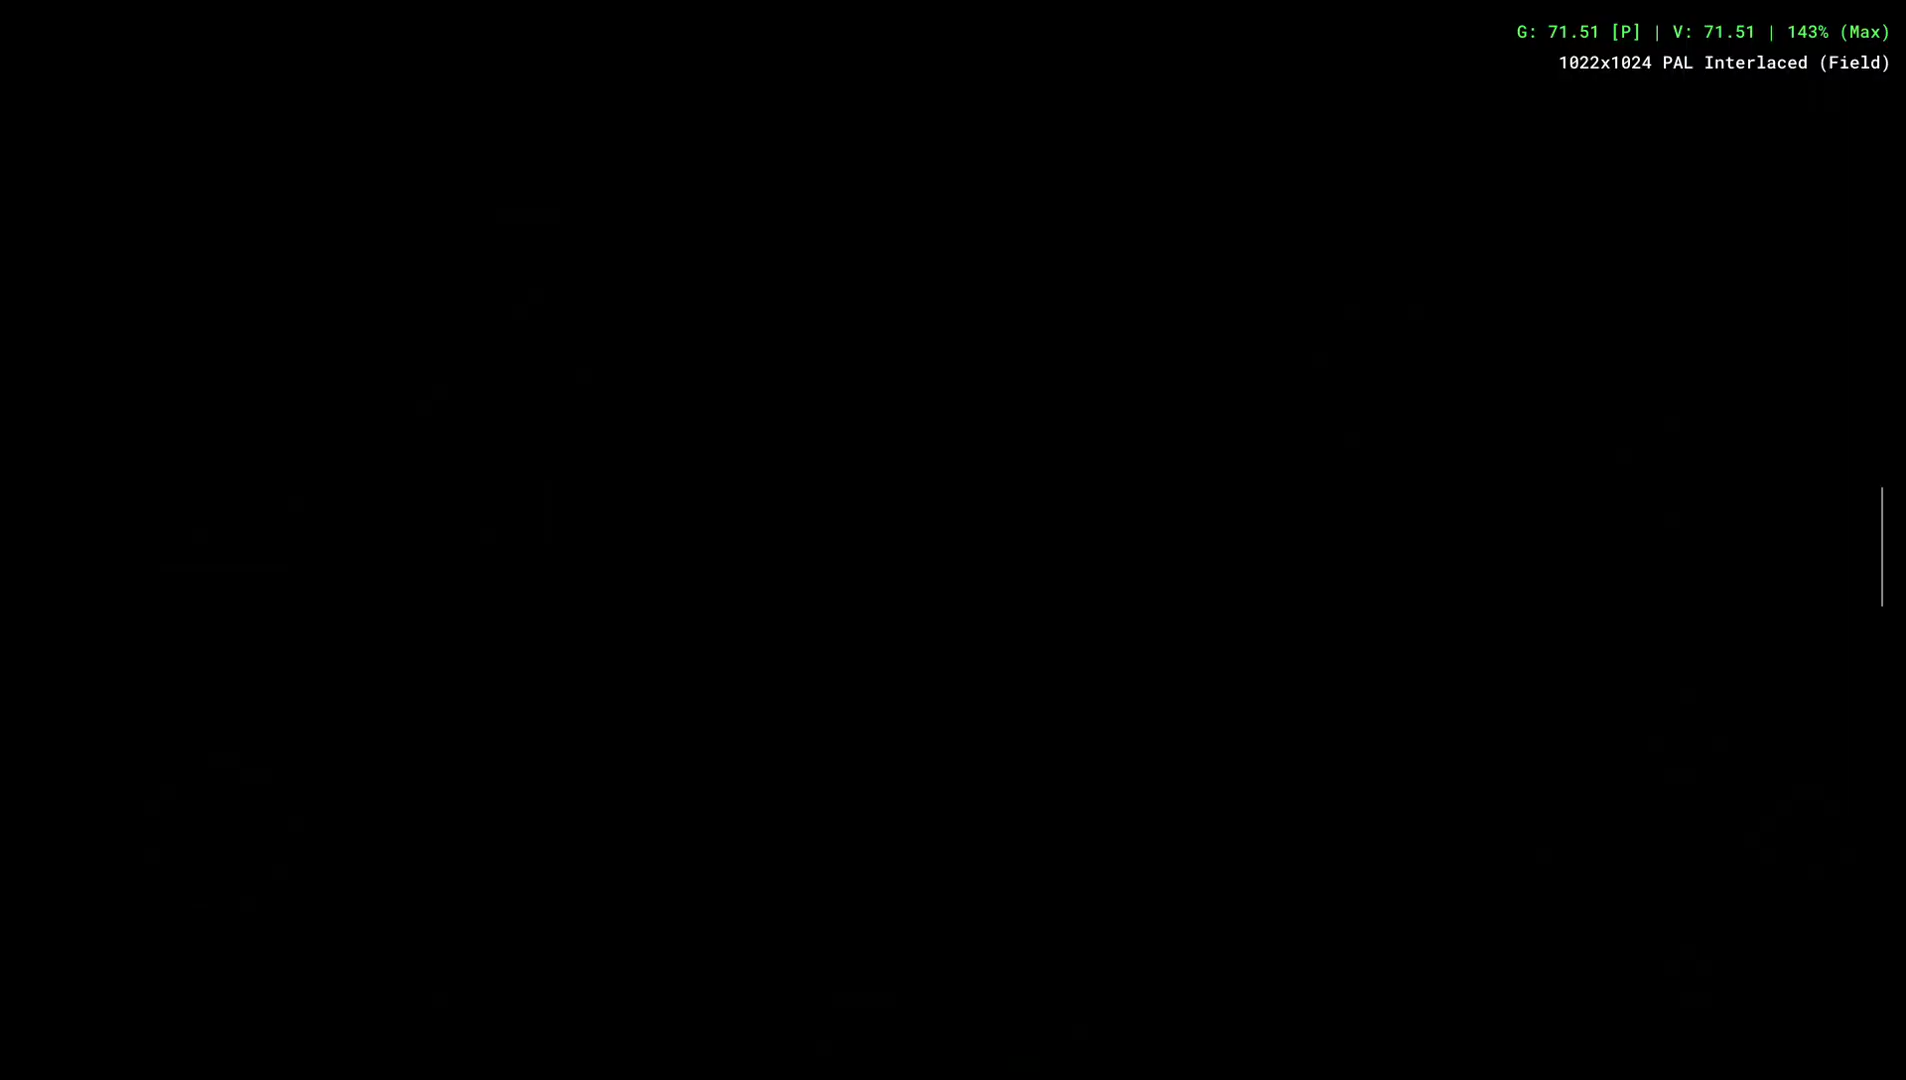 G: 71.51 [P] | V: 71.51 | 143% (Max)
1022x1024 PAL Interlaced (Field)